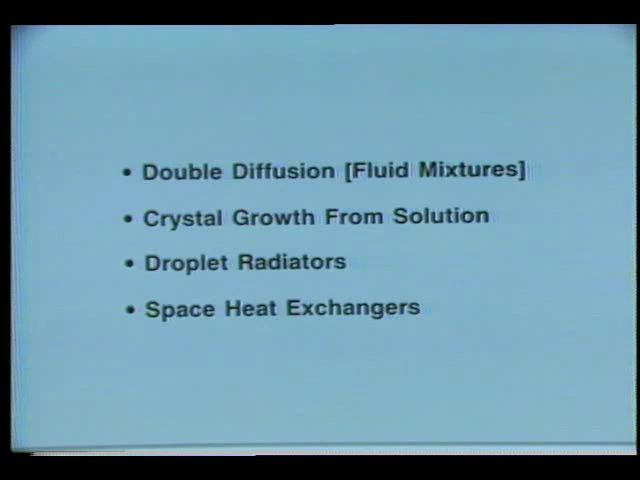 • Double Diffusion [Fluid Mixtures]
• Crystal Growth From Solution
• Droplet Radiators
• Space Heat Exchangers